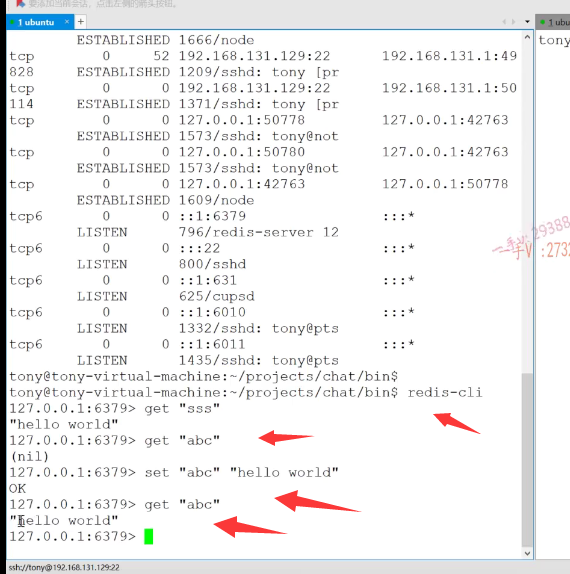 要添加当前会话，点击左侧的箭头按钮。
1 ubuntu × +
1 ubu
ESTABLISHED 1666/node
tcp 0 52 192.168.131.129:22 192.168.131.1:49
828 ESTABLISHED 1209/sshd: tony [pr
tcp 0 0 192.168.131.129:22 192.168.131.1:50
114 ESTABLISHED 1371/sshd: tony [pr
tcp 0 0 127.0.0.1:50778 127.0.0.1:42763
ESTABLISHED 1573/sshd: tony@not
tcp 0 0 127.0.0.1:50780 127.0.0.1:42763
ESTABLISHED 1573/sshd: tony@not
tcp 0 0 127.0.0.1:42763 127.0.0.1:50778
ESTABLISHED 1609/node
tcp6 0 0 ::1:6379 :::*
LISTEN 796/redis-server 12
tcp6 0 0 :::22 :::*
LISTEN 800/sshd
tcp6 0 0 ::1:631 :::*
LISTEN 625/cupsd
tcp6 0 0 ::1:6010 :::*
LISTEN 1332/sshd: tony@pts
tcp6 0 0 ::1:6011 :::*
LISTEN 1435/sshd: tony@pts
tony@tony-virtual-machine:~/projects/chat/bin$
tony@tony-virtual-machine:~/projects/chat/bin$ redis-cli
127.0.0.1:6379> get "sss"
"hello world"
127.0.0.1:6379> get "abc"
(nil)
127.0.0.1:6379> set "abc" "hello world"
OK
127.0.0.1:6379> get "abc"
"hello world"
127.0.0.1:6379>
tony
ssh://tony@192.168.131.129:22